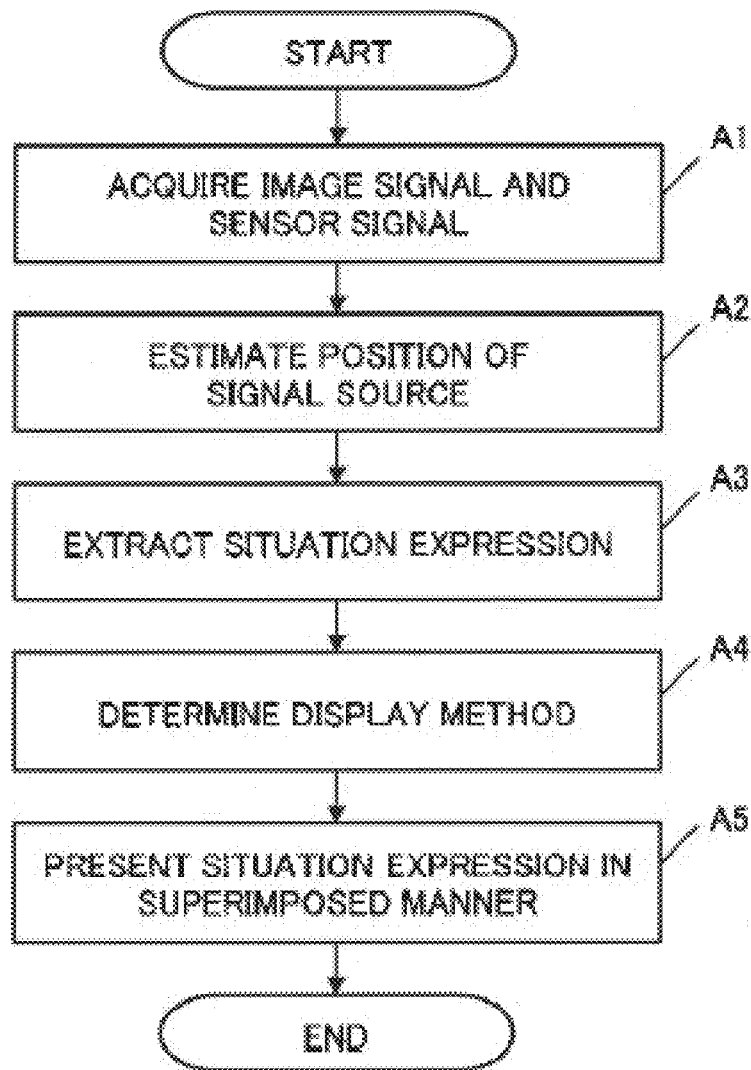 START
A1
ACQUIRE IMAGE SIGNAL AND
SENSOR SIGNAL
A2
ESTIMATE POSITION OF
SIGNAL SOURCE
A3
EXTRACT SITUATION EXPRESSION
A4
DETERMINE DISPLAY METHOD
A5
PRESENT SITUATION EXPRESSION IN
SUPERIMPOSED MANNER
END